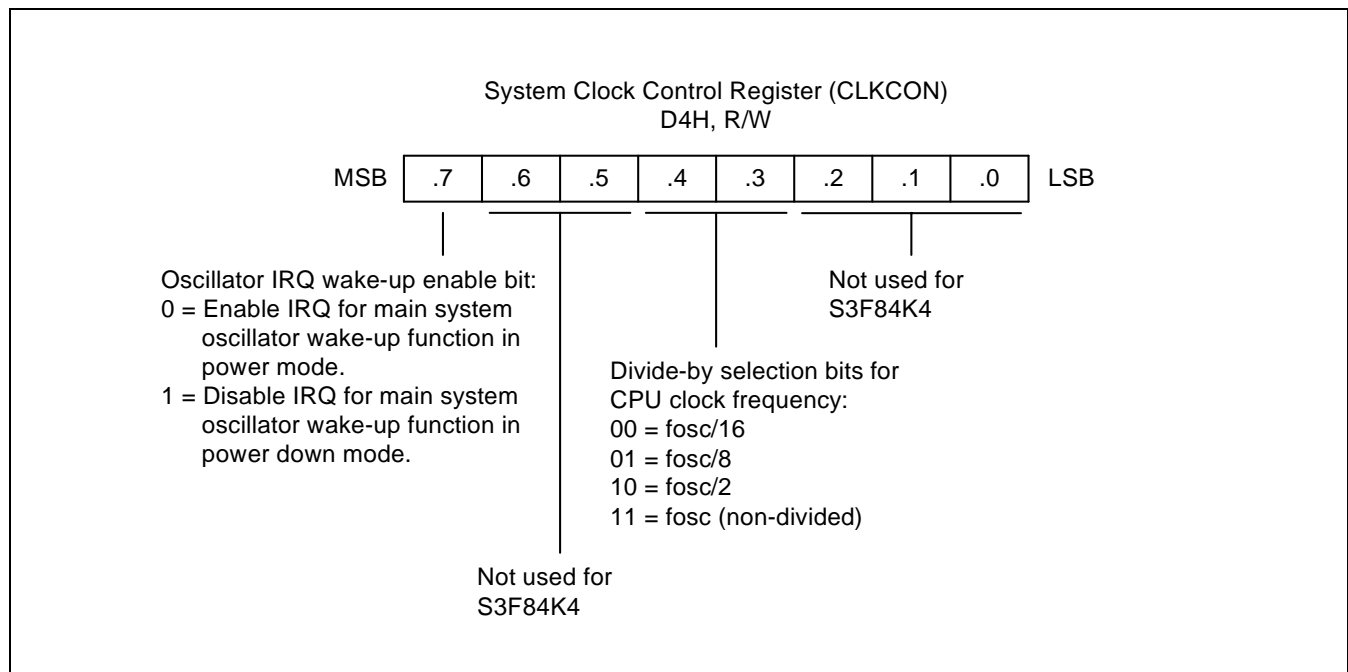 System Clock Control Register (CLKCON)
D4H, R/W
MSB .7 .6 .5 .4 .3 .2 .1 .0 LSB
Oscillator IRQ wake-up enable bit:
0 = Enable IRQ for main system
oscillator wake-up function in
power mode.
1 = Disable IRQ for main system
oscillator wake-up function in
power down mode.
Not used for
S3F84K4
Divide-by selection bits for
CPU clock frequency:
00 = fosc/16
01 = fosc/8
10 = fosc/2
11 = fosc (non-divided)
Not used for
S3F84K4